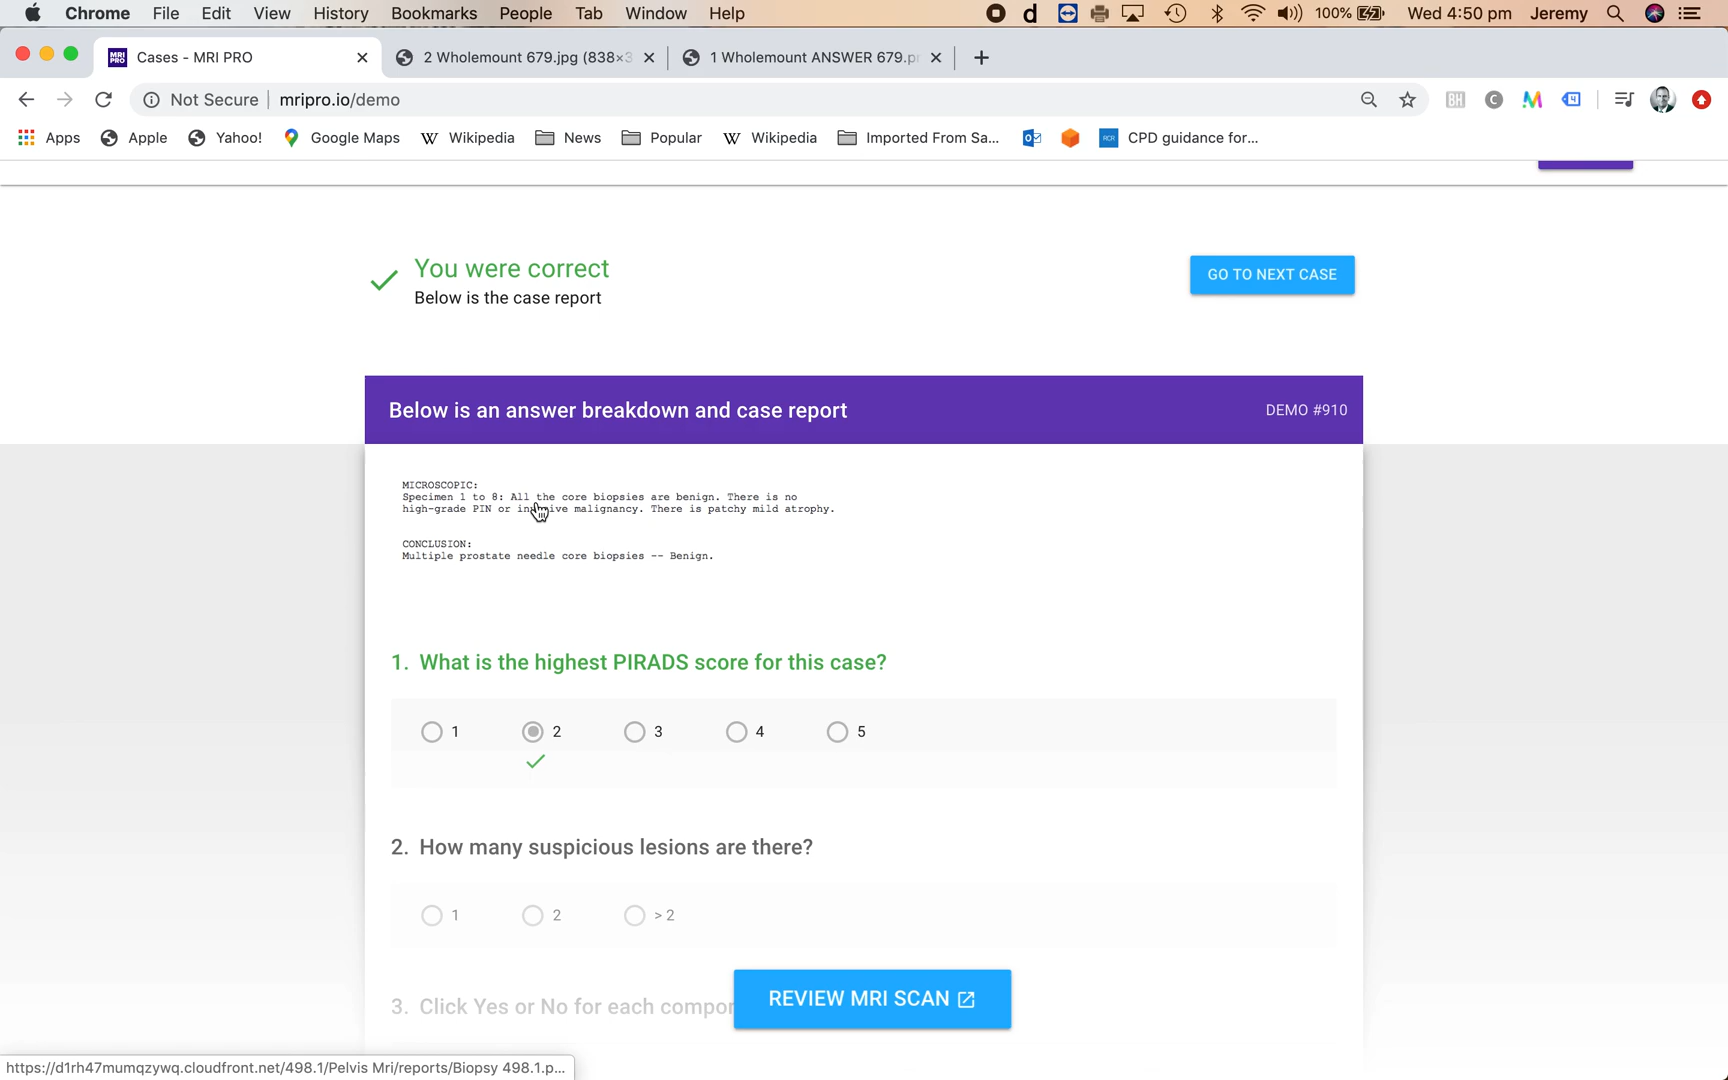 Chrome File Edit View History Bookmarks People Tab Window Help d 100% Wed 4:50 pm Jeremy
MRI PRO Cases - MRI PRO 2 Wholemount 679.jpg (838×3 1 Wholemount ANSWER 679.pn
Not Secure mripro.io/demo BH C
Apps Apple Yahoo! Google Maps W Wikipedia News Popular W Wikipedia Imported From Sa... RCR CPD guidance for...
You were correct
Below is the case report
GO TO NEXT CASE
Below is an answer breakdown and case report DEMO #910
MICROSCOPIC:
Specimen 1 to 8: All the core biopsies are benign. There is no
high-grade PIN or invasive malignancy. There is patchy mild atrophy.
CONCLUSION:
Multiple prostate needle core biopsies -- Benign.
1. What is the highest PIRADS score for this case?
1 2 3 4 5
2. How many suspicious lesions are there?
1 2 > 2
3. Click Yes or No for each compon
REVIEW MRI SCAN
https://d1rh47mumqzywq.cloudfront.net/498.1/Pelvis Mri/reports/Biopsy 498.1.p...